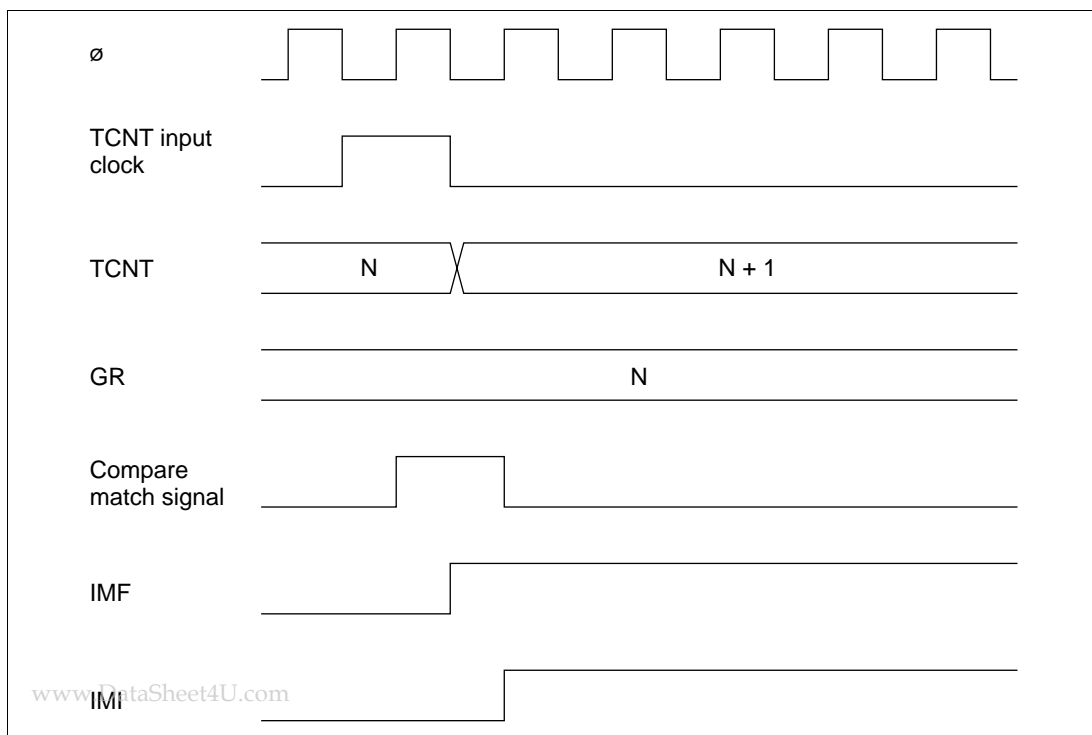 ø
TCNT input
clock
TCNT
N
N + 1
GR
N
Compare
match signal
IMF
www.DataSheet4U.com
IMI